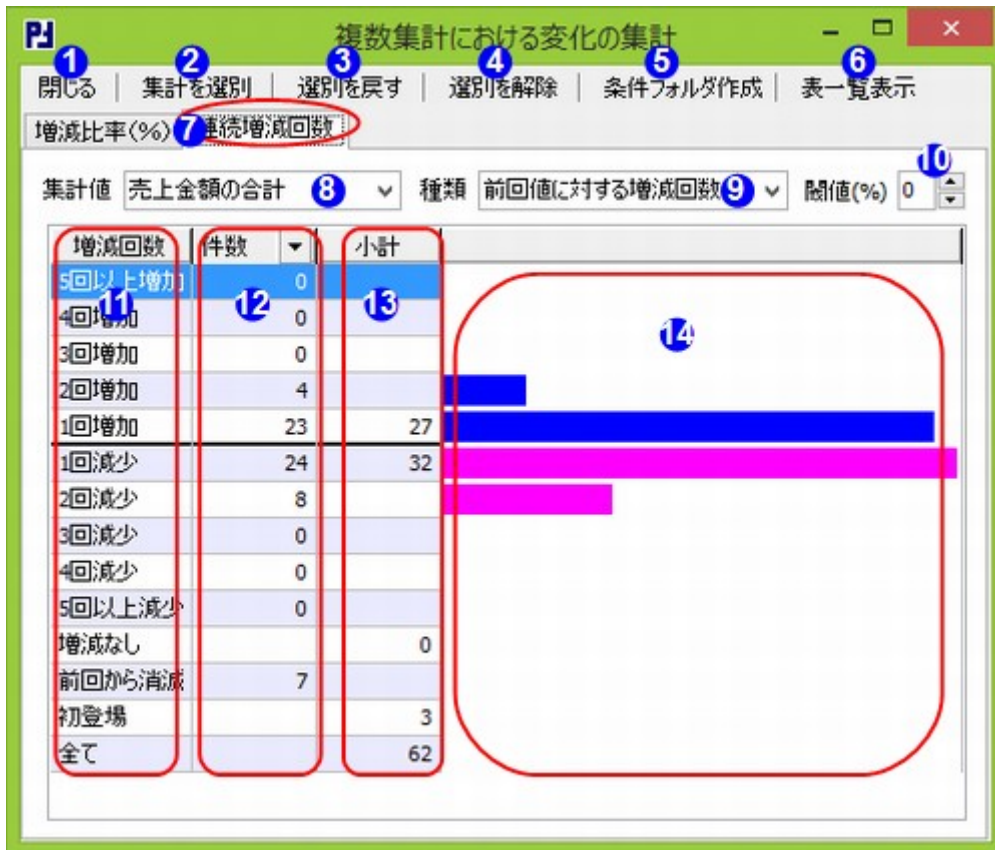 複数集計における変化の集計
1 2 3 4 5 6
閉じる | 集計を選別 | 選別を戻す | 選別を解除 | 条件フォルダ作成 | 表一覧表示
増減比率(%) 7 連続増減回数
10
集計値 売上金額の合計 8 種類 前回値に対する増減回数 9 閾値(%) 0
増減回数 件数 小計
5回以上増加 0
11 12 13 14
4回増加 0
3回増加 0
2回増加 4
1回増加 23 27
1回減少 24 32
2回減少 8
3回減少 0
4回減少 0
5回以上減少 0
増減なし 0
前回から消滅 7
初登場 3
全て 62